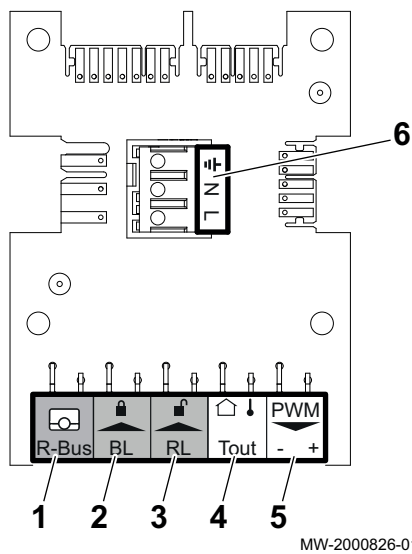 6
N
L
PWM
R-Bus BL RL Tout - +
1 2 3 4 5
MW-2000826-0